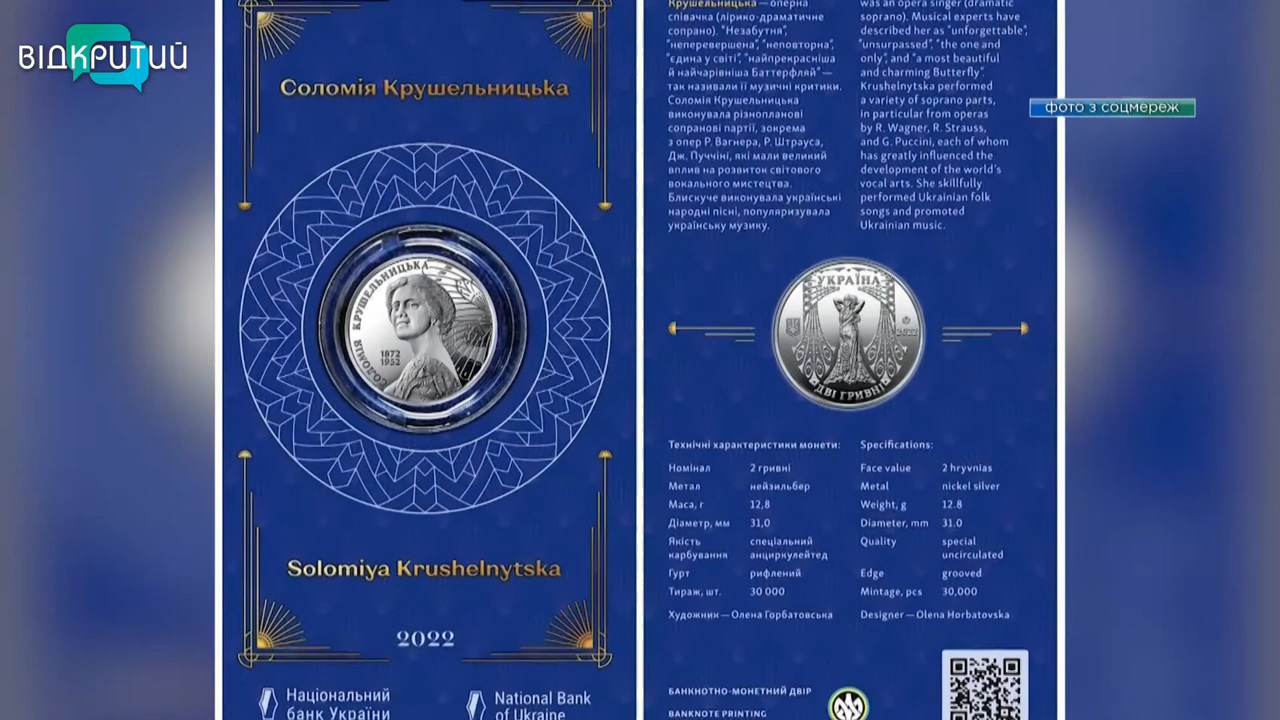 ВІДКРИТИЙ
фото з соцмереж
Соломія Крушельницька
СОЛОМІЯ КРУШЕЛЬНИЦЬКА
1872
1952
Solomiya Krushelnytska
2022
Національний
банк України
National Bank
of Ukraine
Крушельницька — оперна
співачка (лірико-драматичне
сопрано). "Незабутня",
"неперевершена", "неповторна",
"єдина у світі", "найпрекрасніша
й найчарівніша Баттерфляй" —
так називали її музичні критики.
Соломія Крушельницька
виконувала різнопланові
сопранові партії, зокрема
з опер Р. Вагнера, Р. Штрауса,
Дж. Пуччіні, які мали великий
вплив на розвиток світового
вокального мистецтва.
Блискуче виконувала українські
народні пісні, популяризувала
українську музику.
was an opera singer (dramatic
soprano). Musical experts have
described her as "unforgettable",
"unsurpassed", "the one and
only", and "a most beautiful
and charming Butterfly".
Krushelnytska performed
a variety of soprano parts,
in particular from operas
by R. Wagner, R. Strauss,
and G. Puccini, each of whom
has greatly influenced the
development of the world's
vocal arts. She skillfully
performed Ukrainian folk
songs and promoted
Ukrainian music.
УКРАЇНА
2022
ДВІ ГРИВНІ
Технічні характеристики монети:
Номінал 2 гривні
Метал нейзильбер
Маса, г 12,8
Діаметр, мм 31,0
Якість спеціальний
карбування анциркулейтед
Гурт рифлений
Тираж, шт. 30 000
Художник — Олена Горбатовська
Specifications:
Face value 2 hryvnias
Metal nickel silver
Weight, g 12.8
Diameter, mm 31.0
Quality special
uncirculated
Edge grooved
Mintage, pcs 30,000
Designer — Olena Horbatovska
БАНКНОТНО-МОНЕТНИЙ ДВІР
BANKNOTE PRINTING